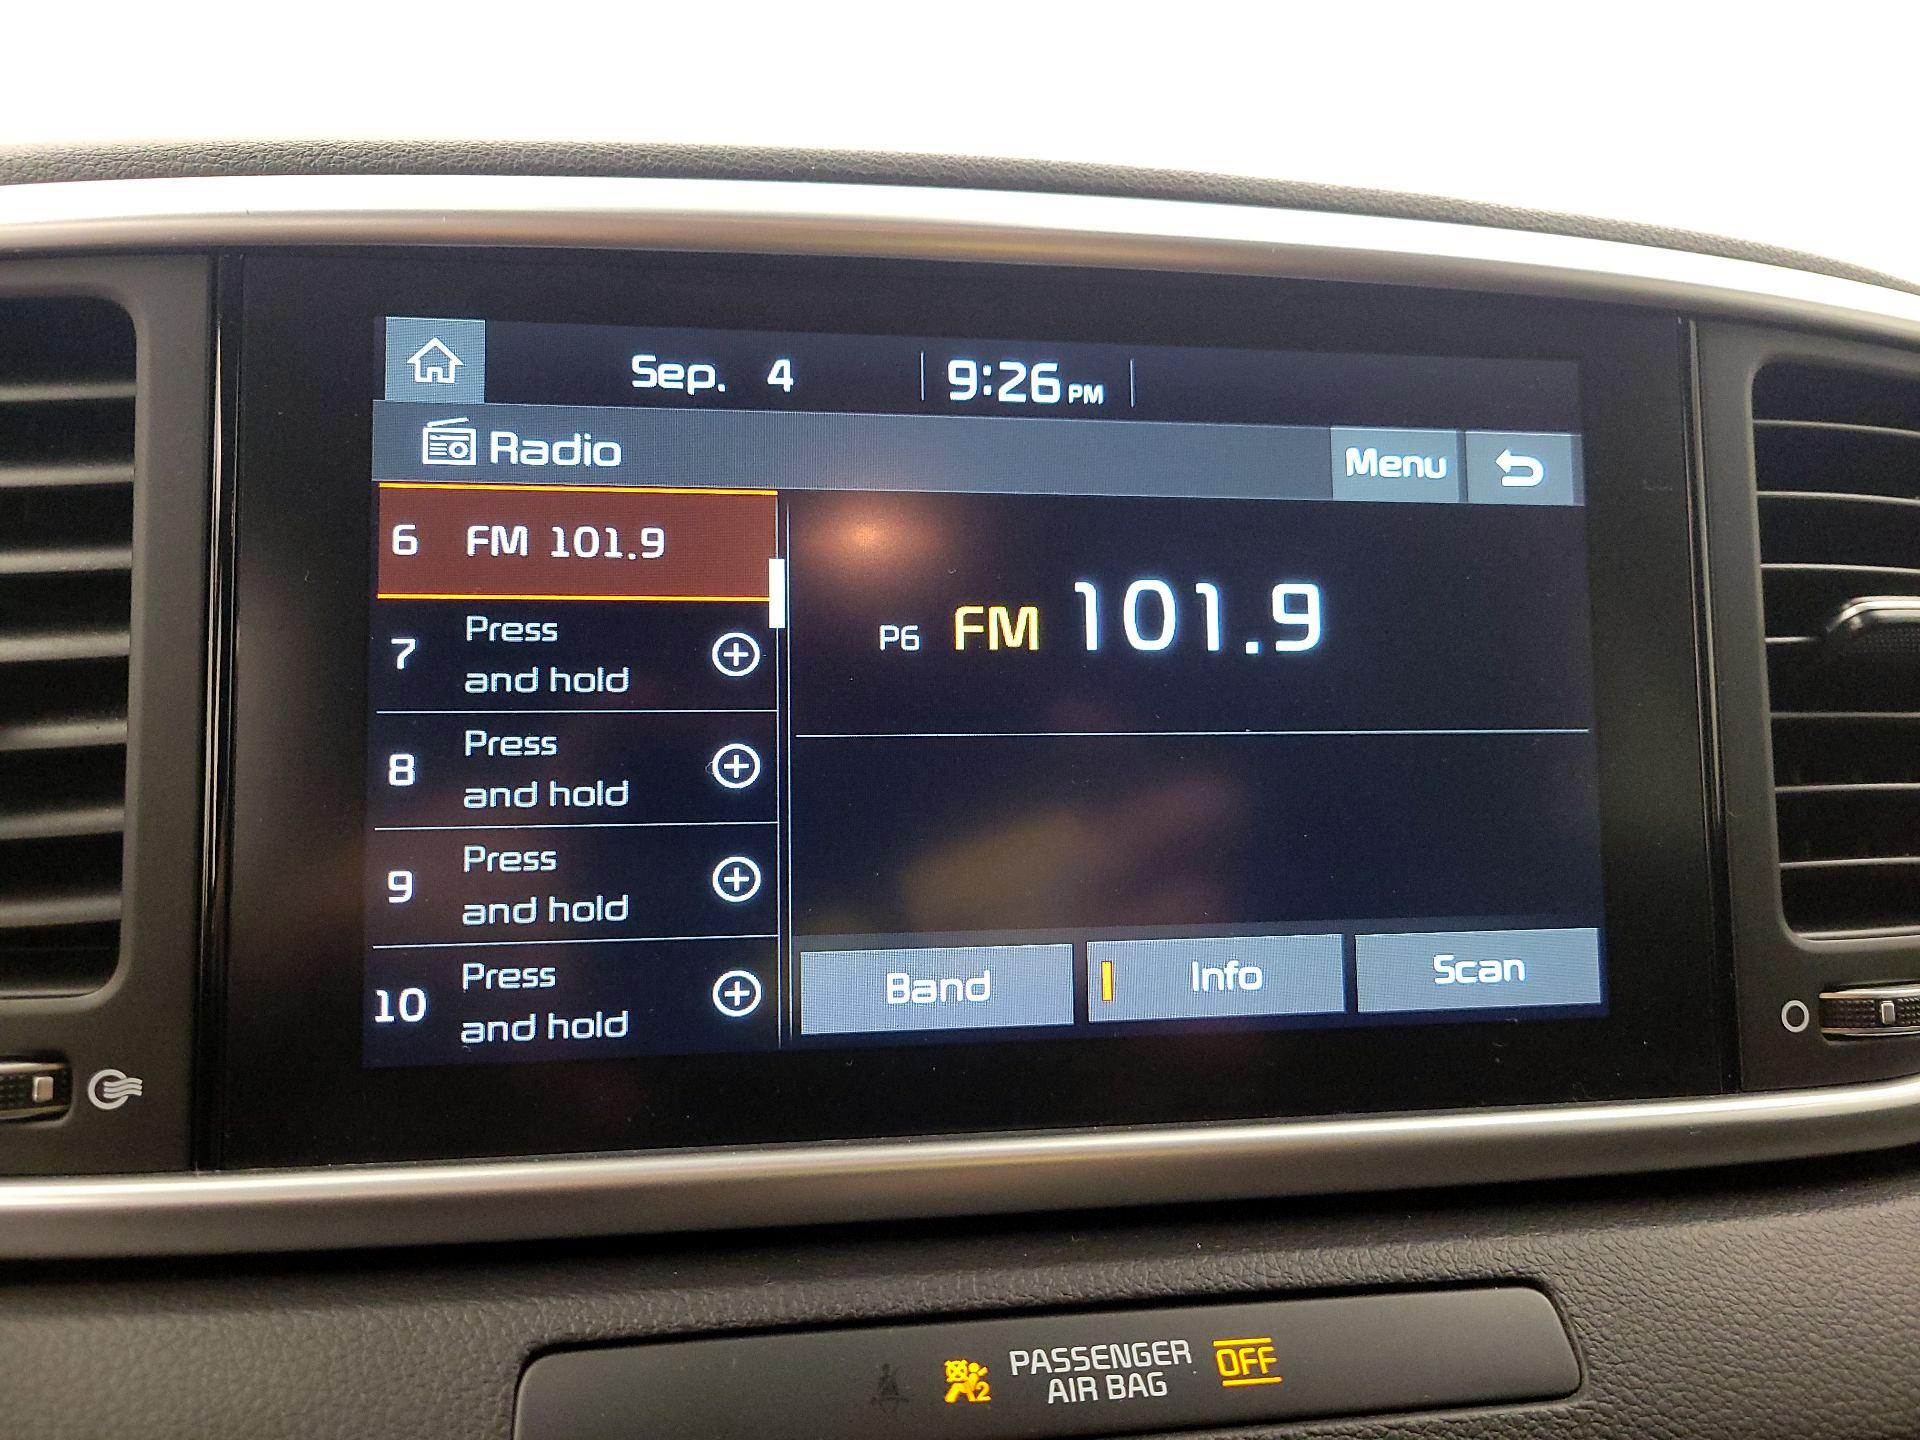 Sep. 4 9:26 PM
Radio
Menu
6 FM 101.9
7 Press
and hold
8 Press
and hold
9 Press
and hold
10 Press
and hold
P6 FM 101.9
Band
Info
Scan
2 PASSENGER
AIR BAG
OFF